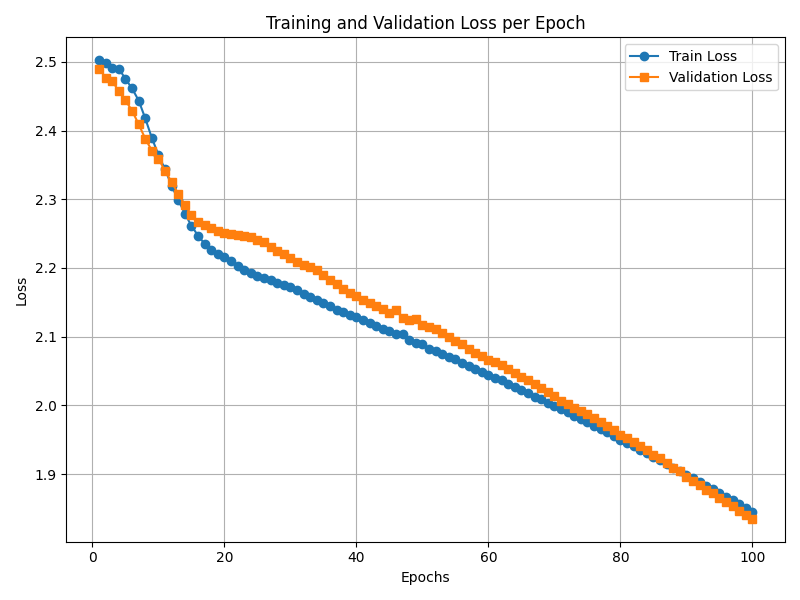 Training and Validation Loss per Epoch
Train Loss
Validation Loss
Loss
2.5
2.4
2.3
2.2
2.1
2.0
1.9
0 20 40 60 80 100
Epochs